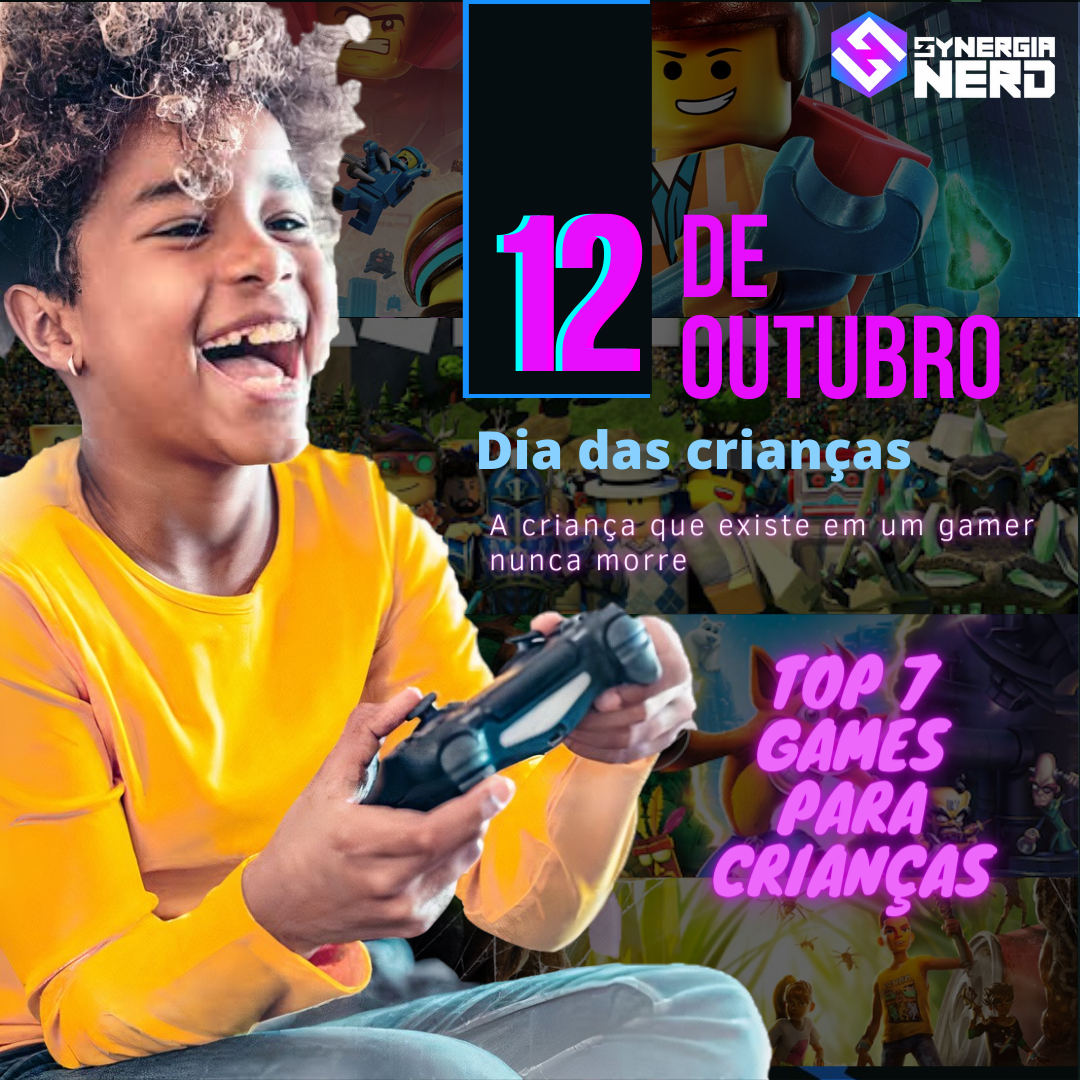 SYNERGIA
NERD
12
DE
OUTUBRO
Dia das crianças
A criança que existe em um gamer
nunca morre
TOP 7
GAMES
PARA
CRIANÇAS